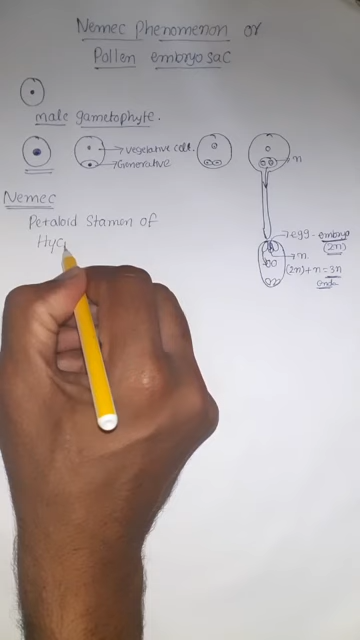 Nemec Phenomenon or
Pollen embryosac
male gametophyte.
vegetative cell.
Generative
n
egg - embryo
(2n)
n
(2n) + n = 3n
Endo
Nemec
Petaloid Stamen of
Hyc